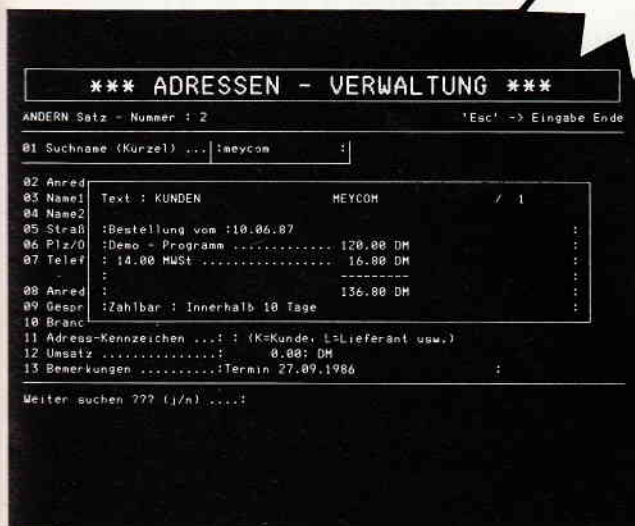 *** ADRESSEN - VERWALTUNG ***
ANDERN Satz - Nummer : 2 'Esc' -> Eingabe Ende
01 Suchname (Kurzel) ...:meycom :
02 Anred
03 Name1 Text : KUNDEN MEYCOM / 1
04 Name2
05 Straß :Bestellung vom :10.06.87 :
06 Plz/O :Demo - Programm ............. 120.00 DM :
07 Telef : 14.00 MWSt .................. 16.80 DM :
- : --------- :
08 Anred : 136.80 DM :
09 Gespr :Zahlbar : Innerhalb 10 Tage :
10 Branc
11 Adress-Kennzeichen ...: : (K=Kunde, L=Lieferant usw.)
12 Umsatz ...............: 0.00: DM
13 Bemerkungen ..........:Termin 27.09.1986 :
Weiter suchen ??? (j/n) ....: